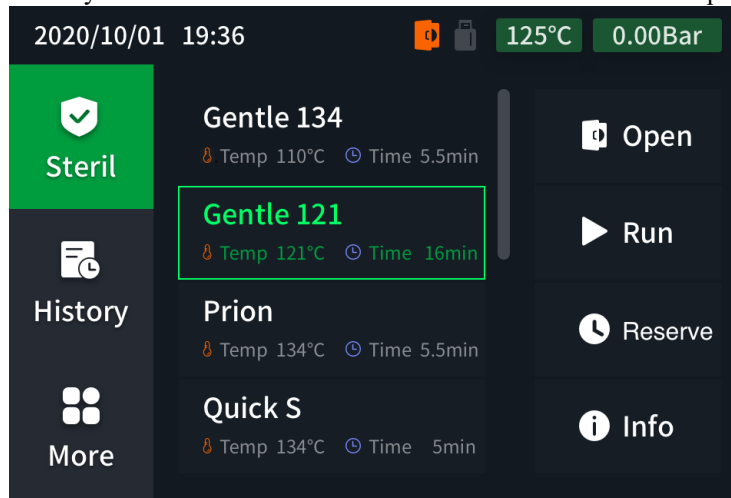 2020/10/01 19:36 125°C 0.00Bar
Steril
History
More
Gentle 134
Temp 110°C Time 5.5min
Gentle 121
Temp 121°C Time 16min
Prion
Temp 134°C Time 5.5min
Quick S
Temp 134°C Time 5min
Open
Run
Reserve
Info